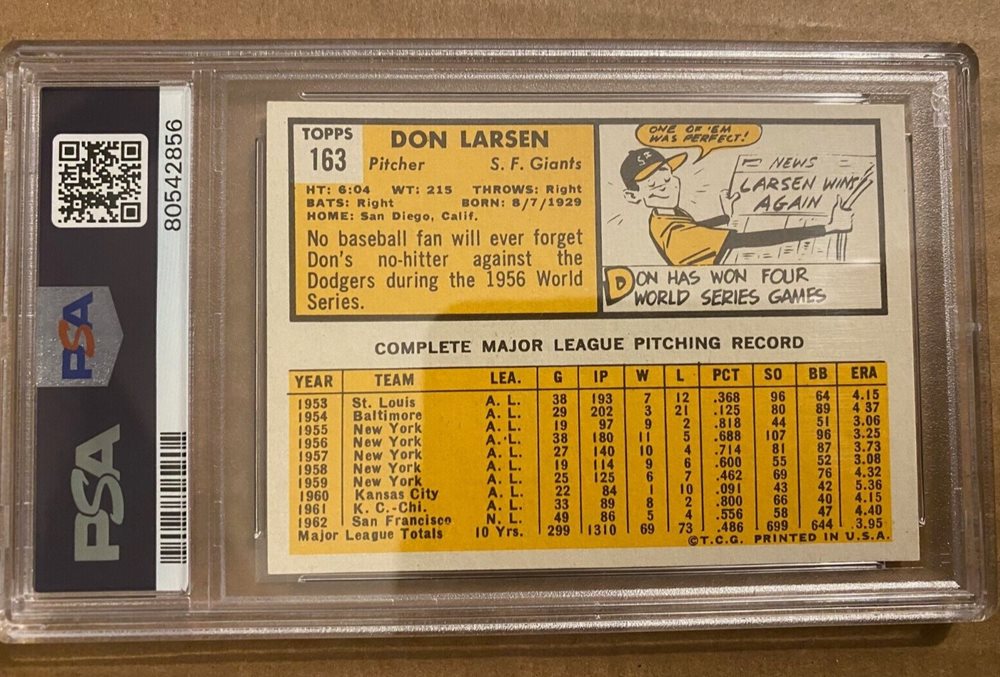 PSA
PSA
80542856
TOPPS
163
DON LARSEN
Pitcher S. F. Giants
HT: 6:04 WT: 215 THROWS: Right
BATS: Right BORN: 8/7/1929
HOME: San Diego, Calif.
No baseball fan will ever forget
Don's no-hitter against the
Dodgers during the 1956 World
Series.
ONE OF 'EM
WAS PERFECT!
SF
NEWS
LARSEN WINS
AGAIN
DON HAS WON FOUR
WORLD SERIES GAMES
COMPLETE MAJOR LEAGUE PITCHING RECORD
YEAR TEAM LEA. G IP W L PCT SO BB ERA
1953 St. Louis A. L. 38 193 7 12 .368 96 64 4.15
1954 Baltimore A. L. 29 202 3 21 .125 80 89 4.37
1955 New York A. L. 19 97 9 2 .818 44 51 3.06
1956 New York A. L. 38 180 11 5 .688 107 96 3.25
1957 New York A. L. 27 140 10 4 .714 81 87 3.73
1958 New York A. L. 19 114 9 6 .600 55 52 3.08
1959 New York A. L. 25 125 6 7 .462 69 76 4.32
1960 Kansas City A. L. 22 84 1 10 .091 43 42 5.36
1961 K. C.-Chi. A. L. 33 89 8 2 .800 66 40 4.15
1962 San Francisco N. L. 49 86 5 4 .556 58 47 4.40
Major League Totals 10 Yrs. 299 1310 69 73 .486 699 644 3.95
©T.C.G. PRINTED IN U.S.A.